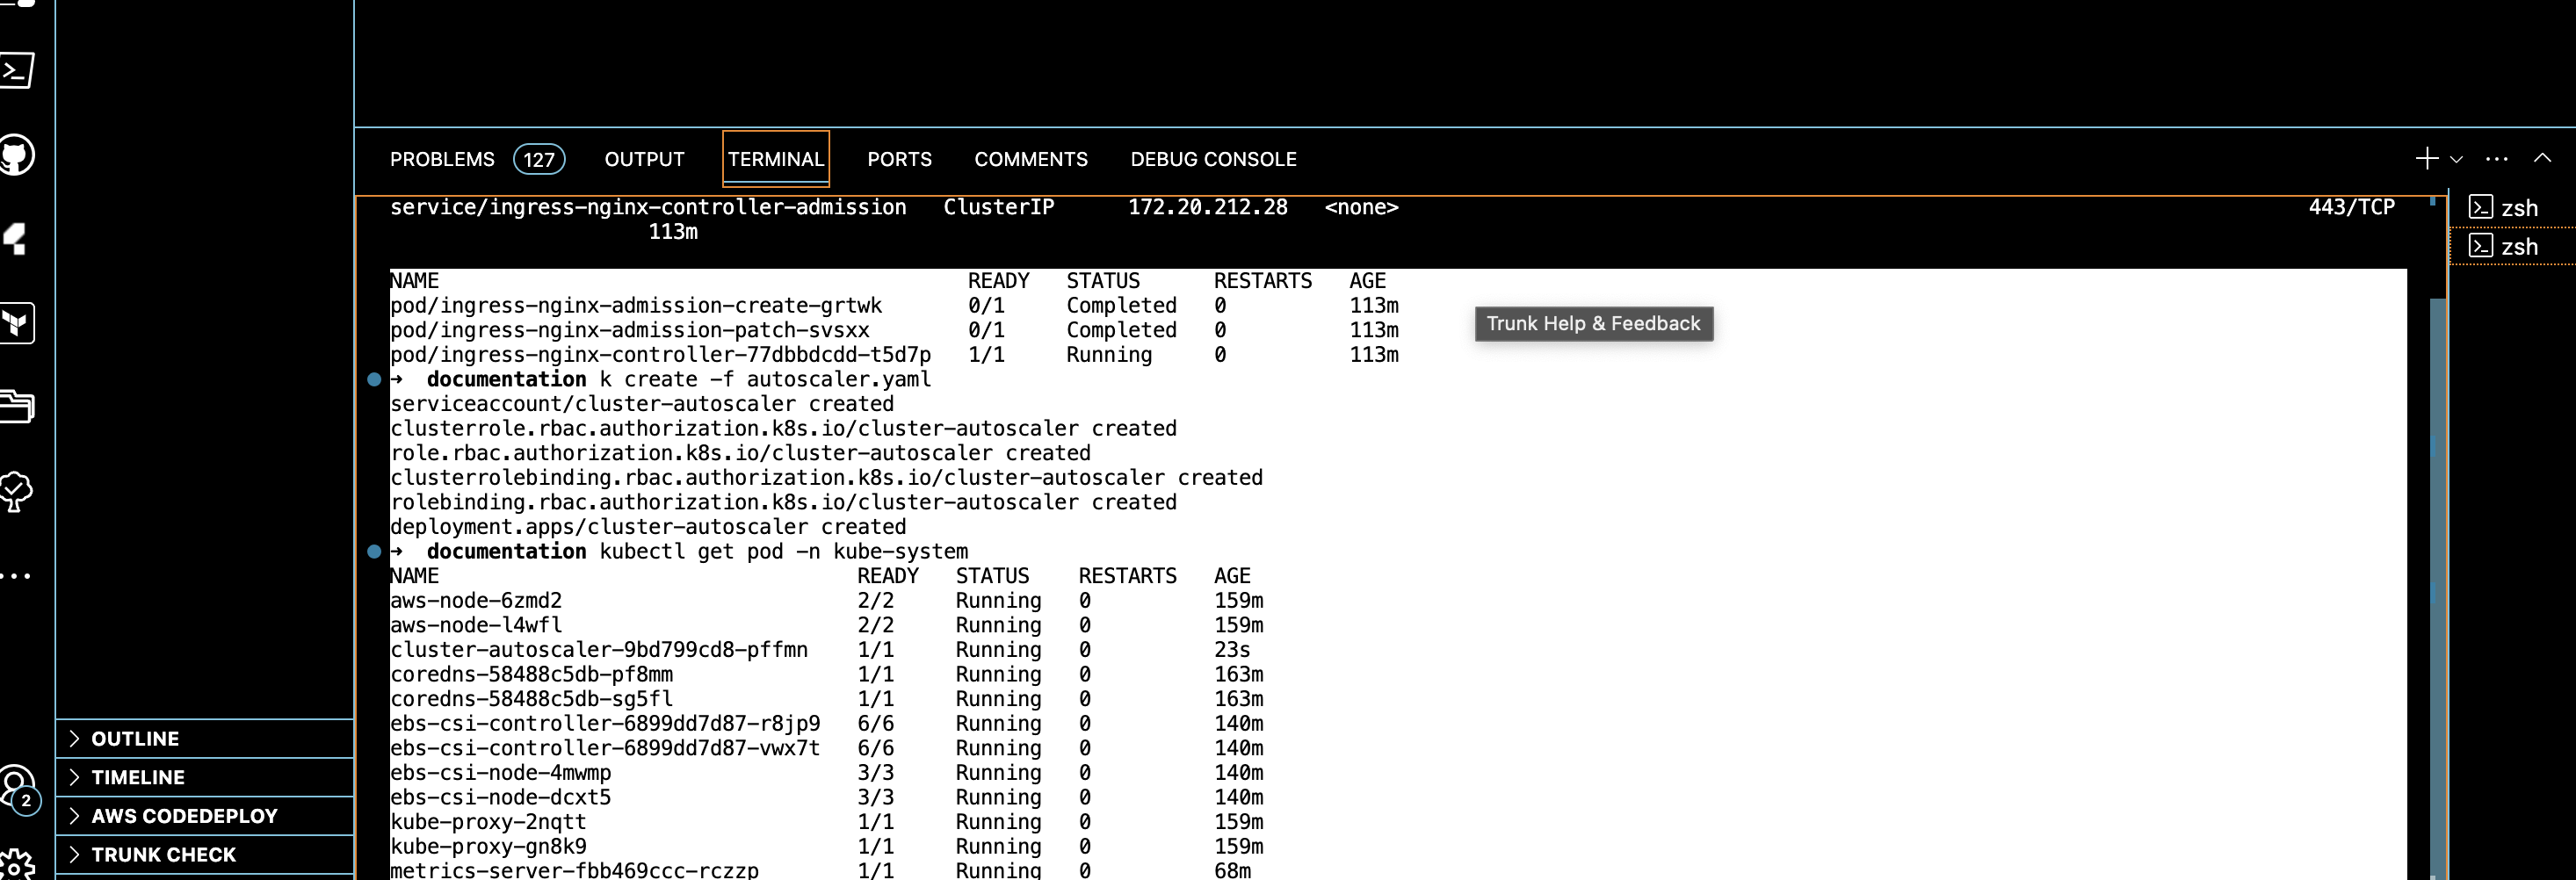 PROBLEMS 127 OUTPUT TERMINAL PORTS COMMENTS DEBUG CONSOLE
service/ingress-nginx-controller-admission ClusterIP 172.20.212.28 <none> 443/TCP
113m
zsh
zsh
NAME READY STATUS RESTARTS AGE
pod/ingress-nginx-admission-create-grtwk 0/1 Completed 0 113m
pod/ingress-nginx-admission-patch-svsxx 0/1 Completed 0 113m
pod/ingress-nginx-controller-77dbbdcdd-t5d7p 1/1 Running 0 113m
Trunk Help & Feedback
➜ documentation k create -f autoscaler.yaml
serviceaccount/cluster-autoscaler created
clusterrole.rbac.authorization.k8s.io/cluster-autoscaler created
role.rbac.authorization.k8s.io/cluster-autoscaler created
clusterrolebinding.rbac.authorization.k8s.io/cluster-autoscaler created
rolebinding.rbac.authorization.k8s.io/cluster-autoscaler created
deployment.apps/cluster-autoscaler created
➜ documentation kubectl get pod -n kube-system
NAME READY STATUS RESTARTS AGE
aws-node-6zmd2 2/2 Running 0 159m
aws-node-l4wfl 2/2 Running 0 159m
cluster-autoscaler-9bd799cd8-pffmn 1/1 Running 0 23s
coredns-58488c5db-pf8mm 1/1 Running 0 163m
coredns-58488c5db-sg5fl 1/1 Running 0 163m
ebs-csi-controller-6899dd7d87-r8jp9 6/6 Running 0 140m
ebs-csi-controller-6899dd7d87-vwx7t 6/6 Running 0 140m
ebs-csi-node-4mwmp 3/3 Running 0 140m
ebs-csi-node-dcxt5 3/3 Running 0 140m
kube-proxy-2nqtt 1/1 Running 0 159m
kube-proxy-gn8k9 1/1 Running 0 159m
metrics-server-fbb469ccc-rczzp 1/1 Running 0 68m
OUTLINE
TIMELINE
AWS CODEDEPLOY
TRUNK CHECK
2